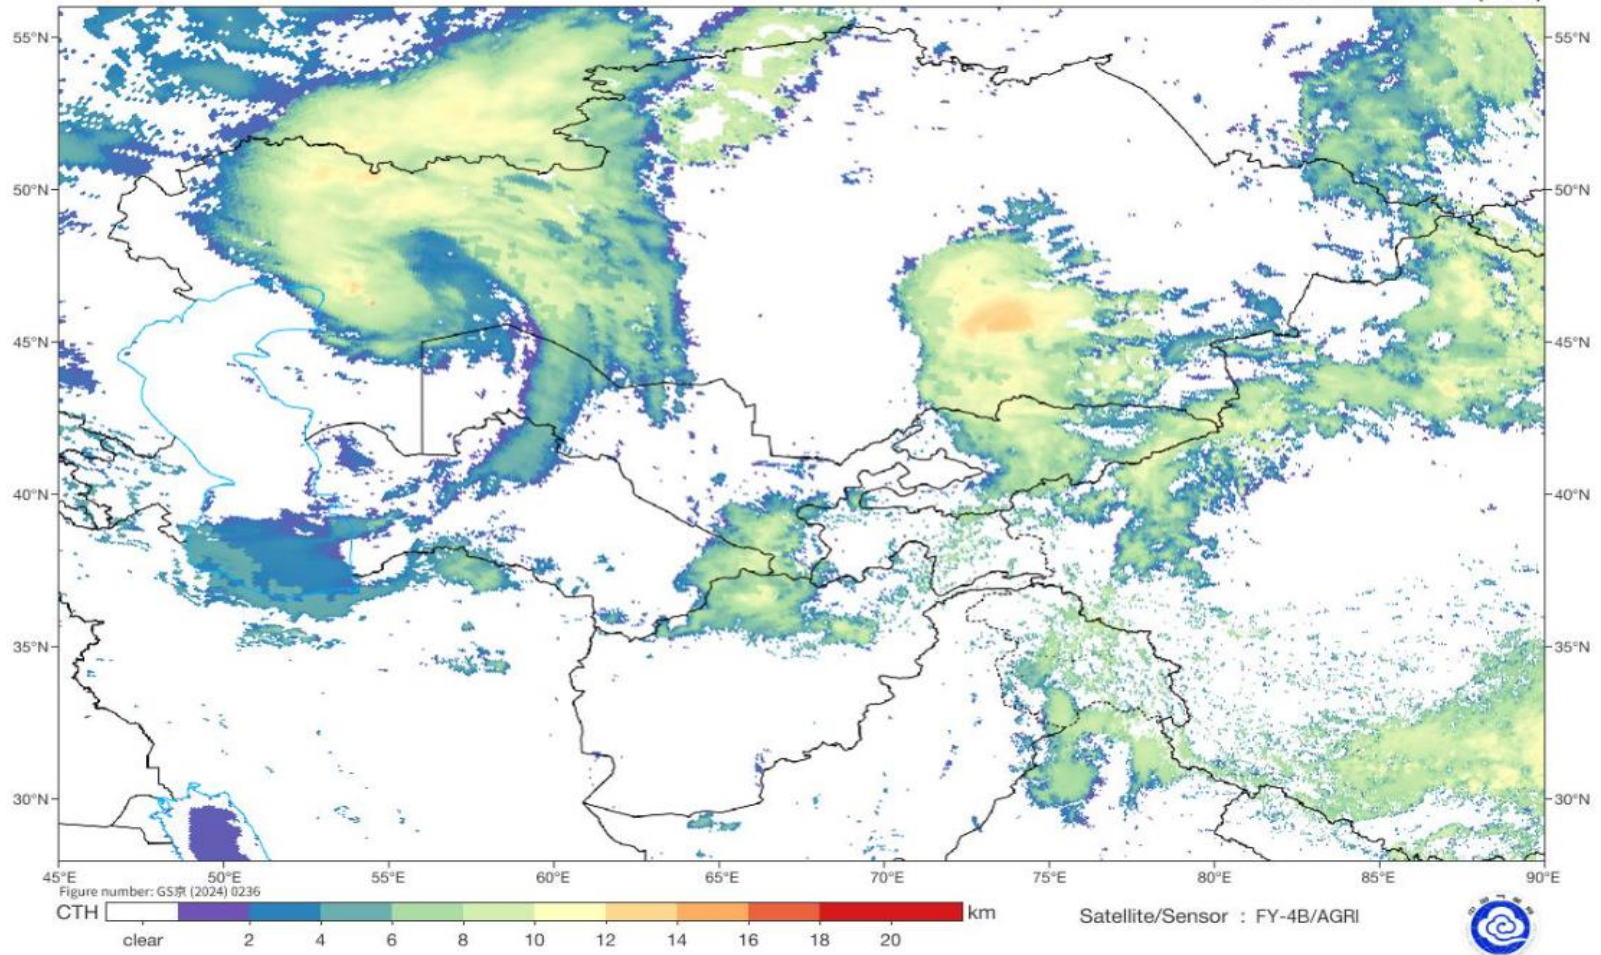 55°N 55°N
50°N 50°N
45°N 45°N
40°N 40°N
35°N 35°N
30°N 30°N
45°E 50°E 55°E 60°E 65°E 70°E 75°E 80°E 85°E 90°E
Figure number: GS京 (2024) 0236
CTH km
clear 2 4 6 8 10 12 14 16 18 20
Satellite/Sensor : FY-4B/AGRI